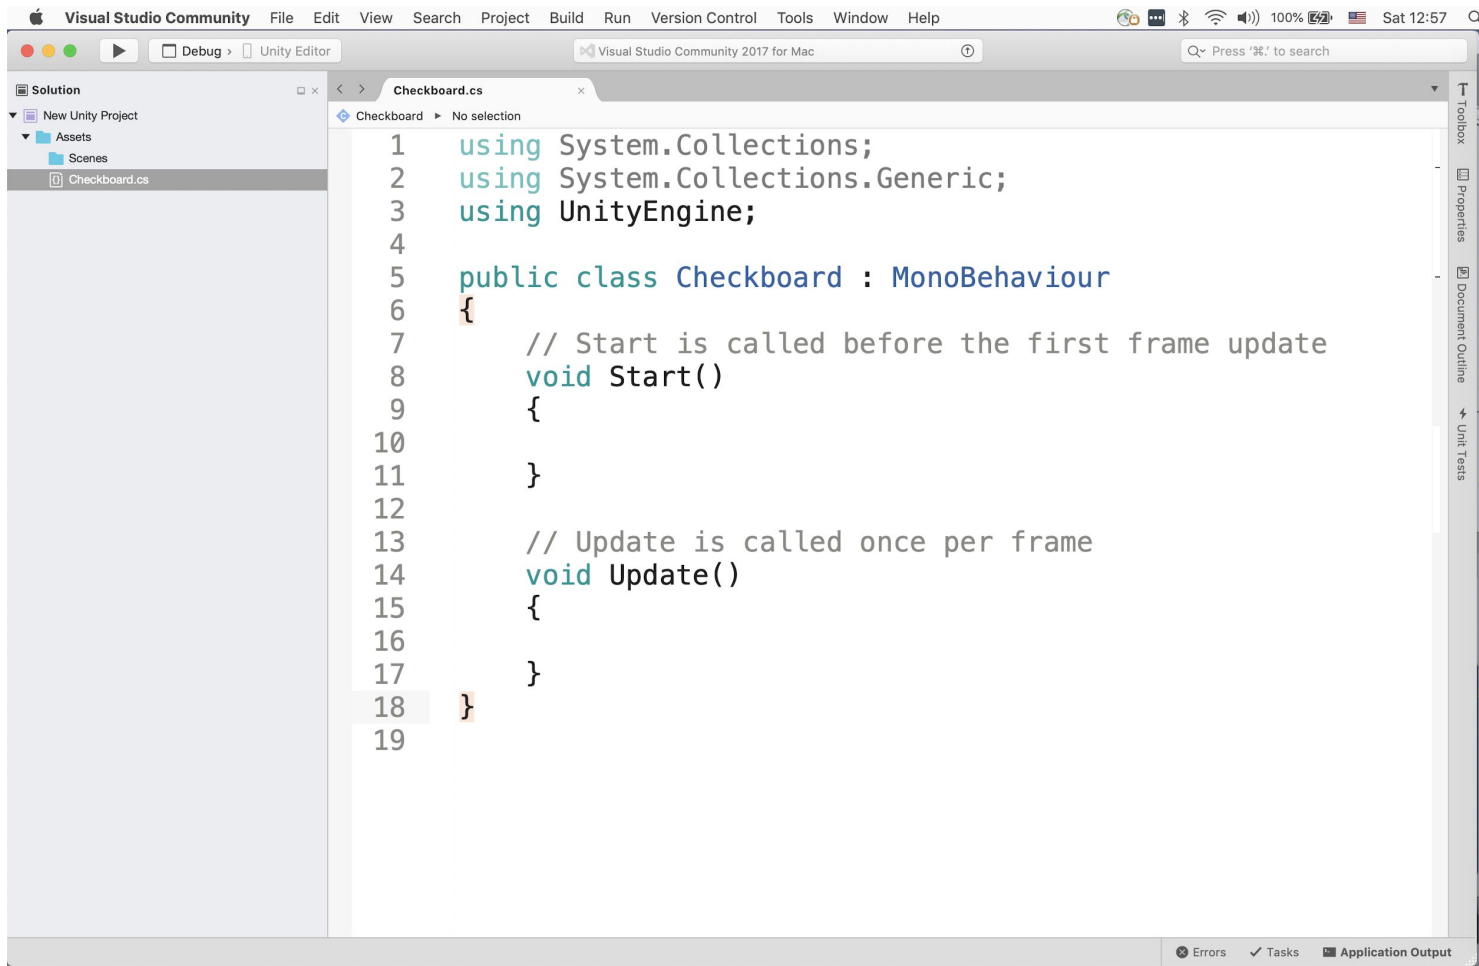 Visual Studio Community File Edit View Search Project Build Run Version Control Tools Window Help 100% Sat 12:57
Debug › Unity Editor Visual Studio Community 2017 for Mac Press '⌘.' to search
Solution
New Unity Project
Assets
Scenes
Checkboard.cs
Checkboard.cs
Checkboard ▸ No selection
1 using System.Collections;
2 using System.Collections.Generic;
3 using UnityEngine;
4
5 public class Checkboard : MonoBehaviour
6 {
7 // Start is called before the first frame update
8 void Start()
9 {
10
11 }
12
13 // Update is called once per frame
14 void Update()
15 {
16
17 }
18 }
19
Toolbox
Properties
Document Outline
Unit Tests
Errors Tasks Application Output